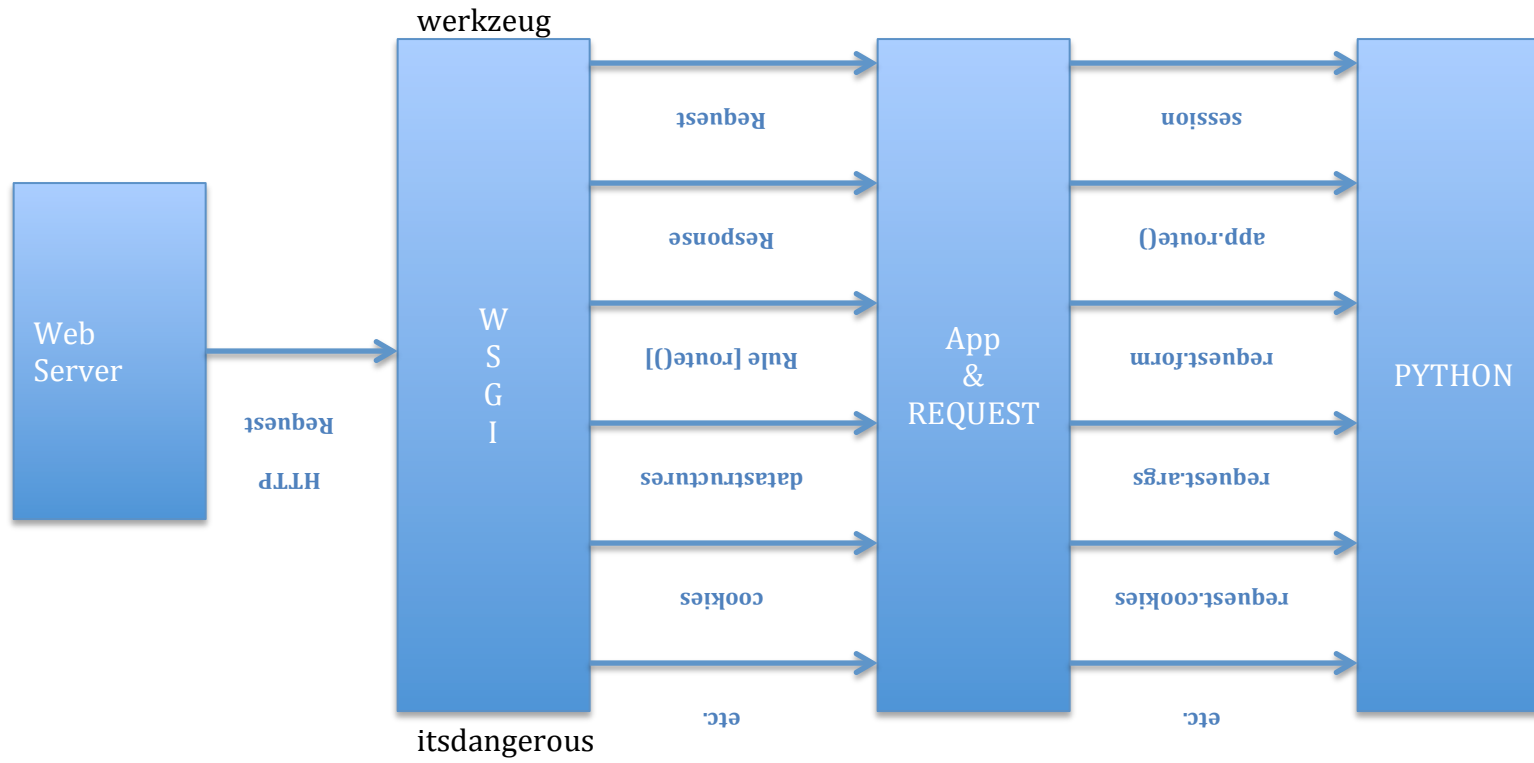 werkzeug
Web
Server
HTTP
Request
W
S
G
I
Request
Response
Rule [route()]
datastructures
cookies
etc.
App
&
REQUEST
session
app.route()
request.form
request.args
request.cookies
etc.
PYTHON
itsdangerous